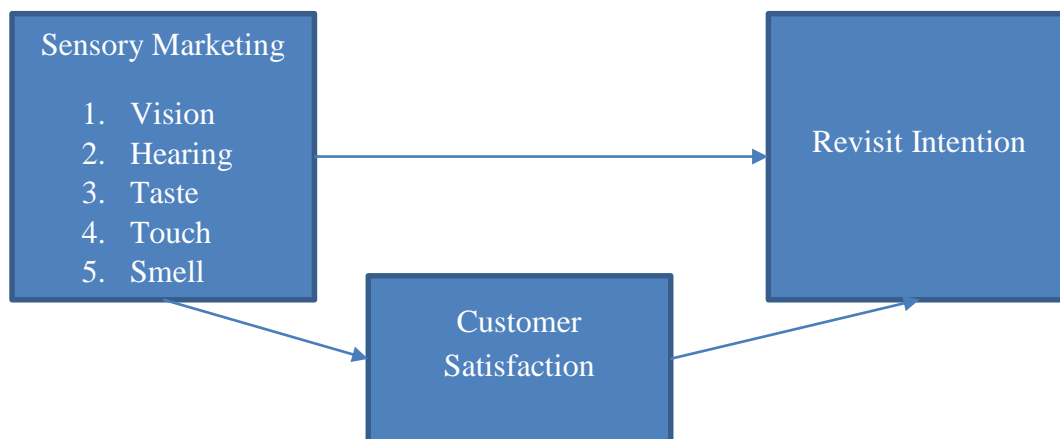 Sensory Marketing
1. Vision
2. Hearing
3. Taste
4. Touch
5. Smell
Revisit Intention
Customer
Satisfaction